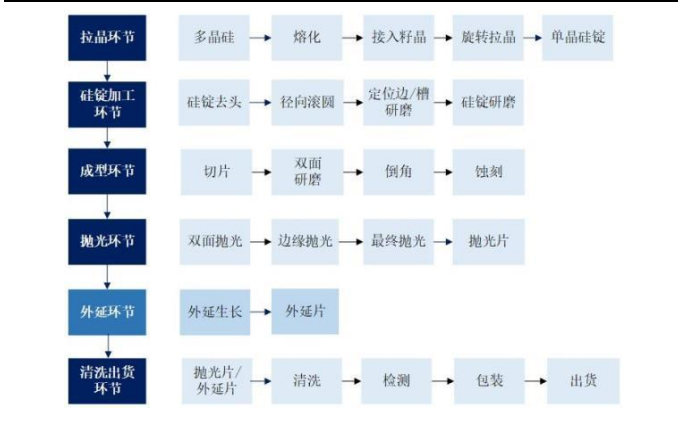 拉晶环节
多晶硅
熔化
接入籽晶
旋转拉晶
单晶硅锭
硅锭加工
环节
硅锭去头
径向滚圆
定位边/槽
研磨
硅锭研磨
成型环节
切片
双面
研磨
倒角
蚀刻
抛光环节
双面抛光
边缘抛光
最终抛光
抛光片
外延环节
外延生长
外延片
清洗出货
环节
抛光片/
外延片
清洗
检测
包装
出货